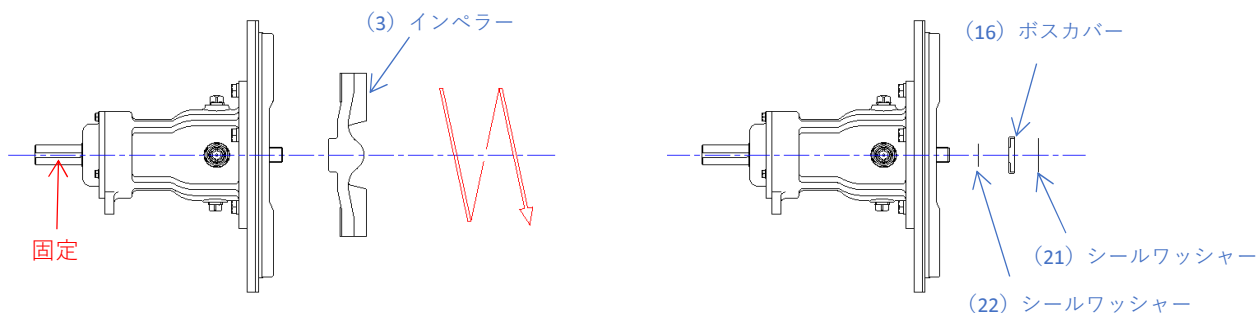 (3) インペラー
固定
(16) ボスカバー
(21) シールワッシャー
(22) シールワッシャー